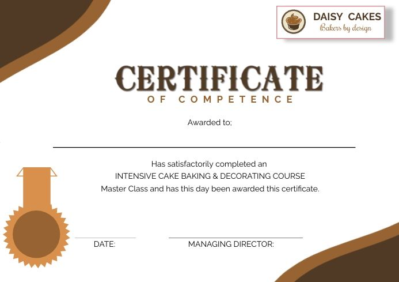 DAISY CAKES
Bakers by design
CERTIFICATE
OF COMPETENCE
Awarded to:
Has satisfactorily completed an
INTENSIVE CAKE BAKING & DECORATING COURSE
Master Class and has this day been awarded this certificate.
DATE:
MANAGING DIRECTOR: